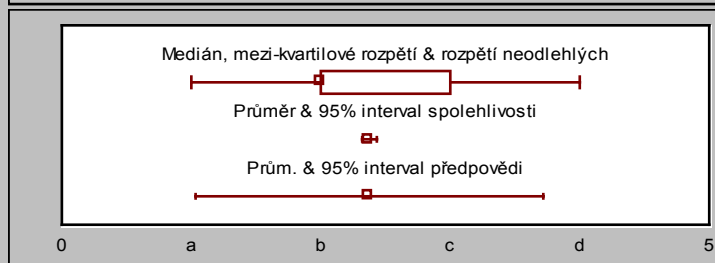 Medián, mezi-kvartilové rozpětí & rozpětí neodlehlých
Průměr & 95% interval spolehlivosti
Prům. & 95% interval předpovědi
0 a b c d 5